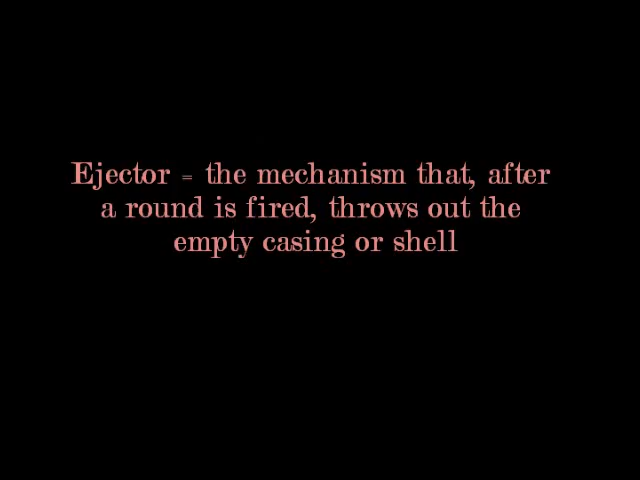 Ejector - the mechanism that, after
a round is fired, throws out the
empty casing or shell